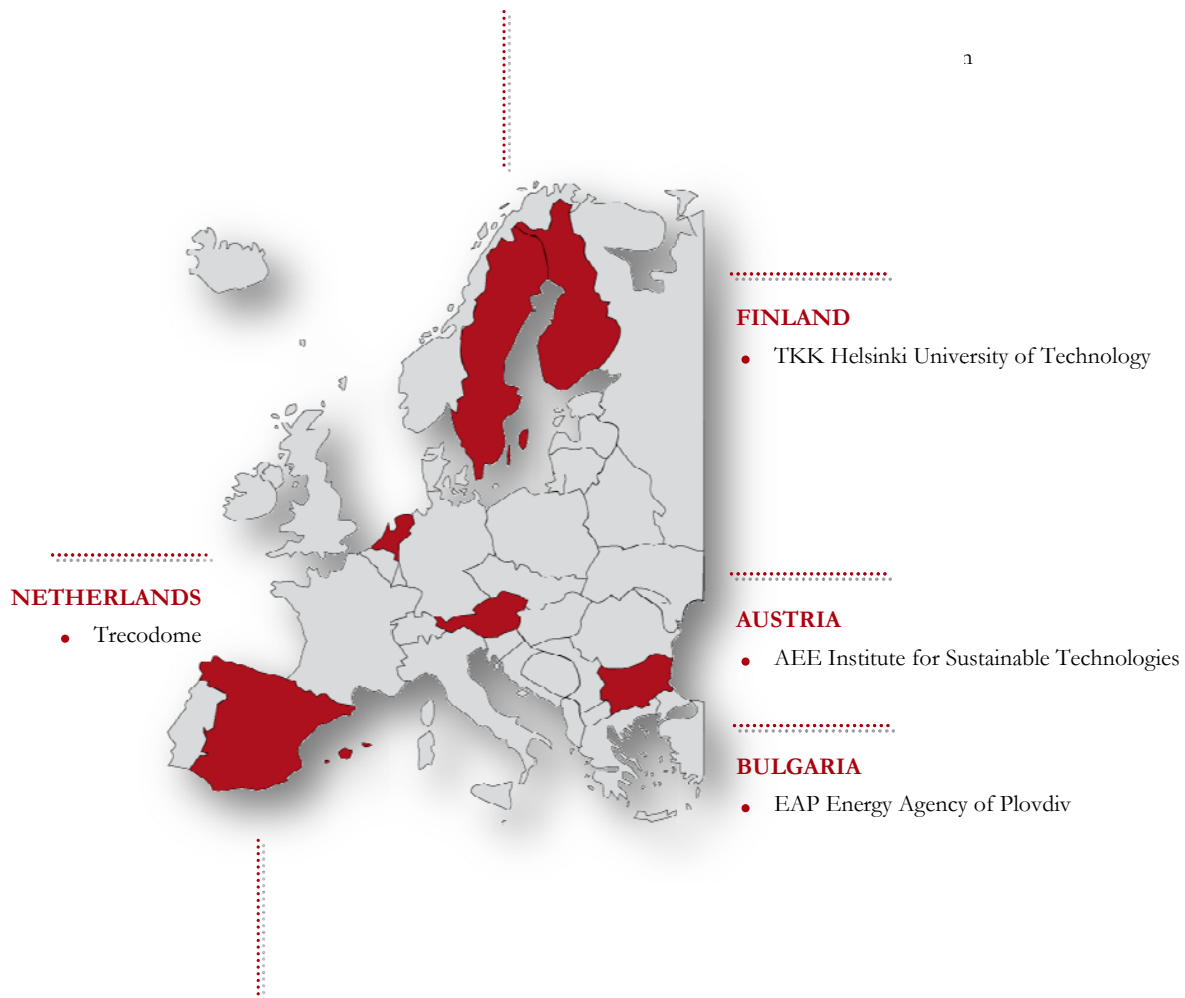 n
FINLAND
• TKK Helsinki University of Technology
NETHERLANDS
• Trecodome
AUSTRIA
• AEE Institute for Sustainable Technologies
BULGARIA
• EAP Energy Agency of Plovdiv